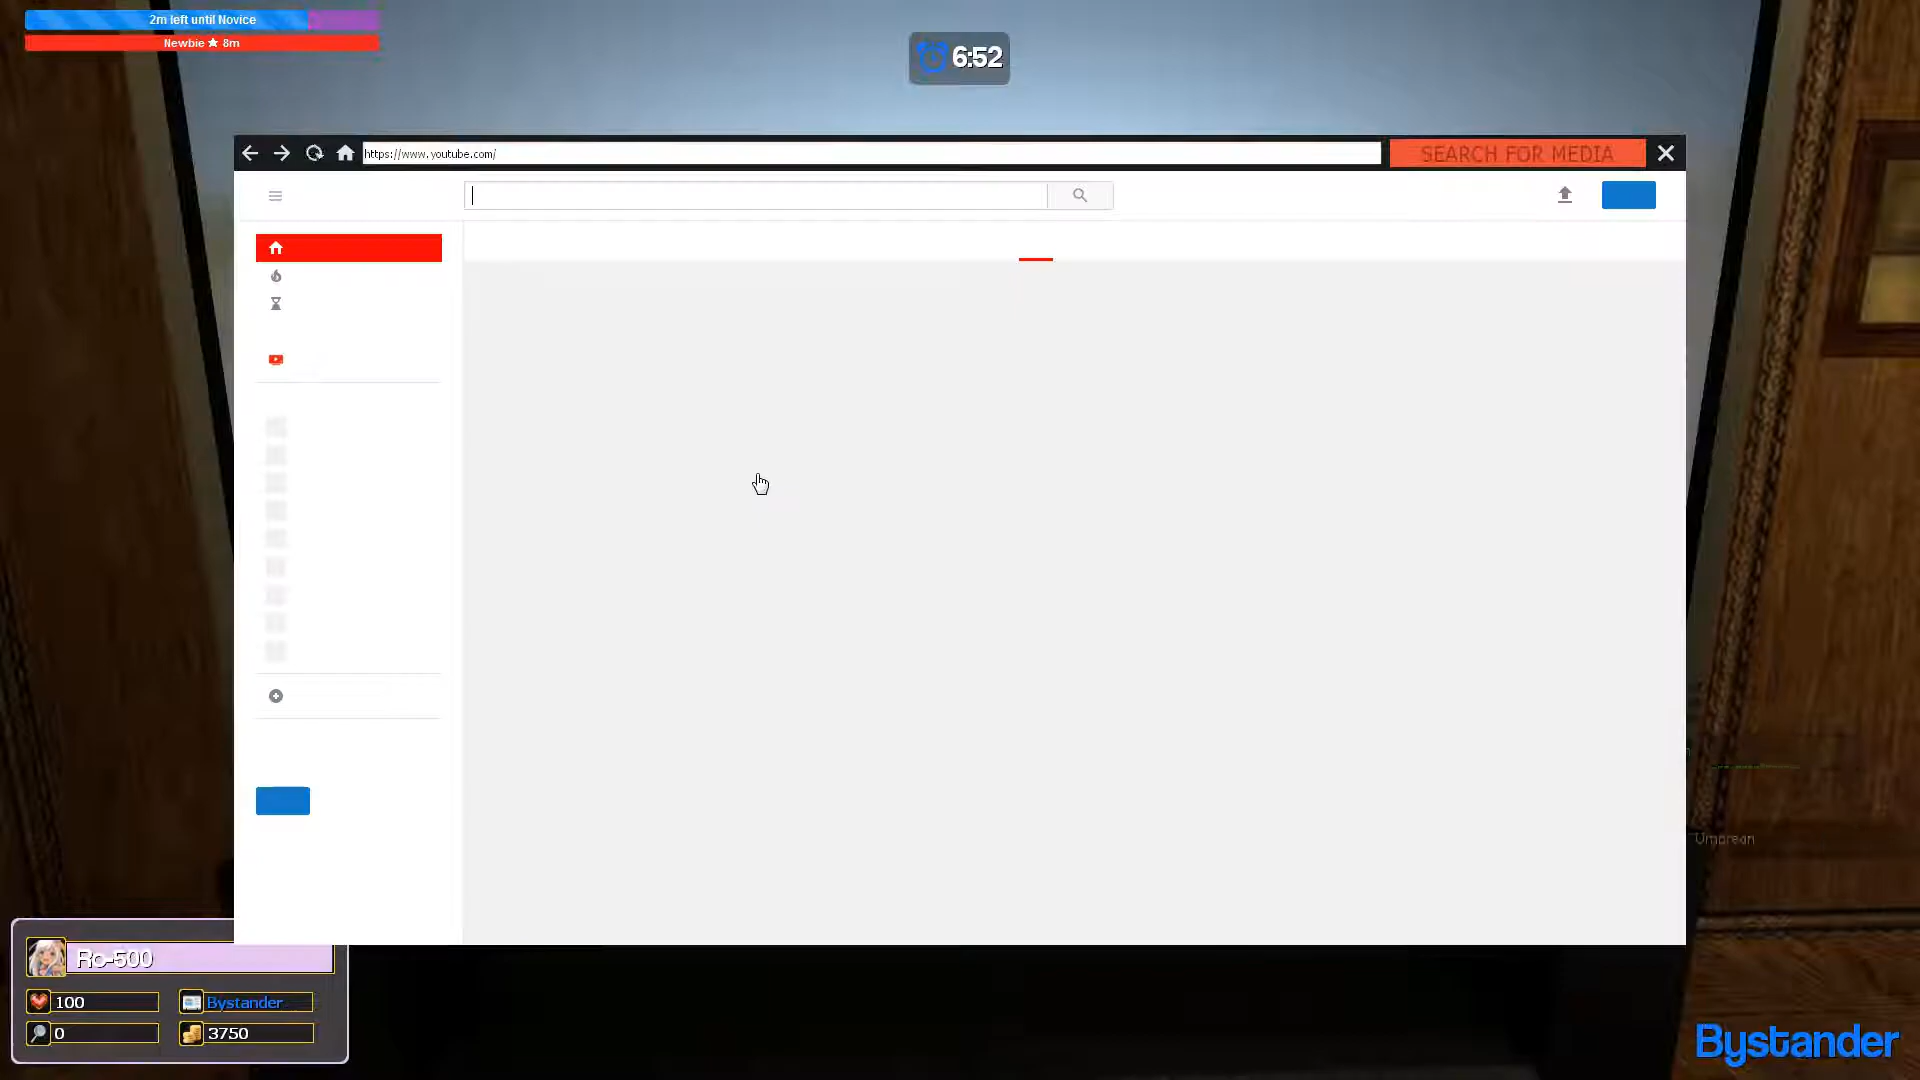 2m left until Novice
Newbie ★ 8m
6:52
https://www.youtube.com/
SEARCH FOR MEDIA
Umbrean
Ro-500
100
Bystander
0
3750
Bystander